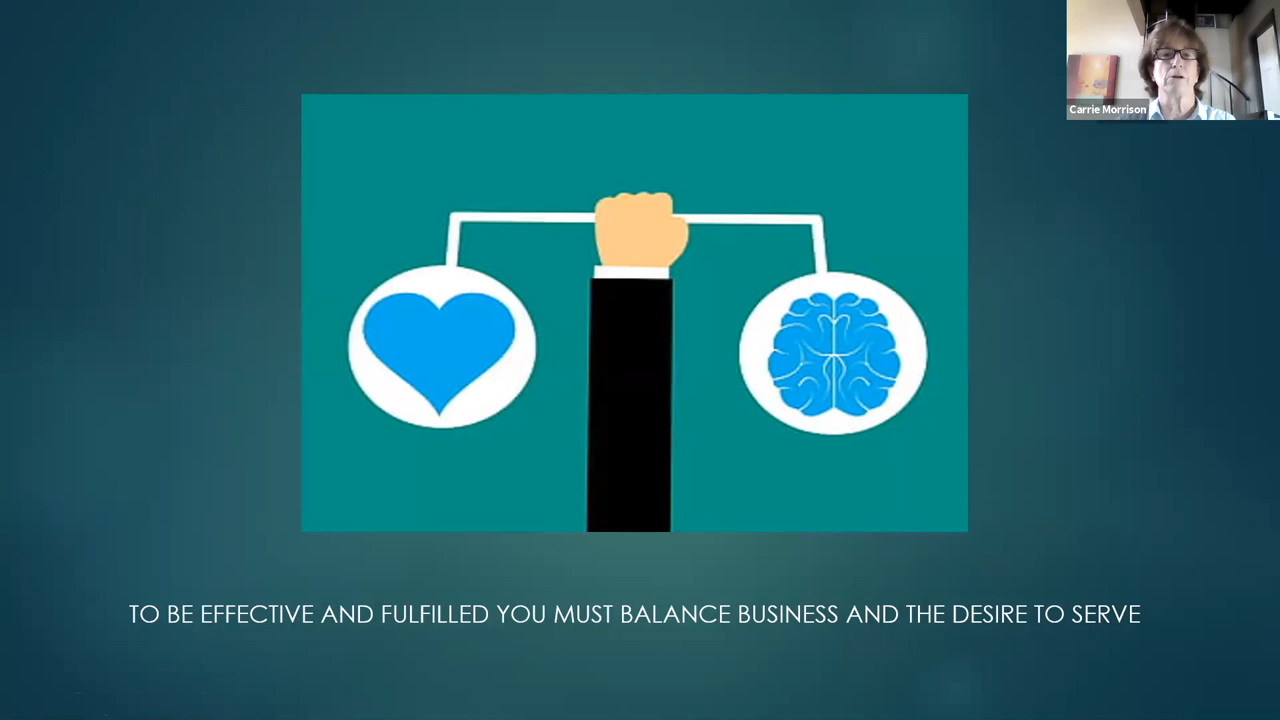 Carrie Morrison
TO BE EFFECTIVE AND FULFILLED YOU MUST BALANCE BUSINESS AND THE DESIRE TO SERVE